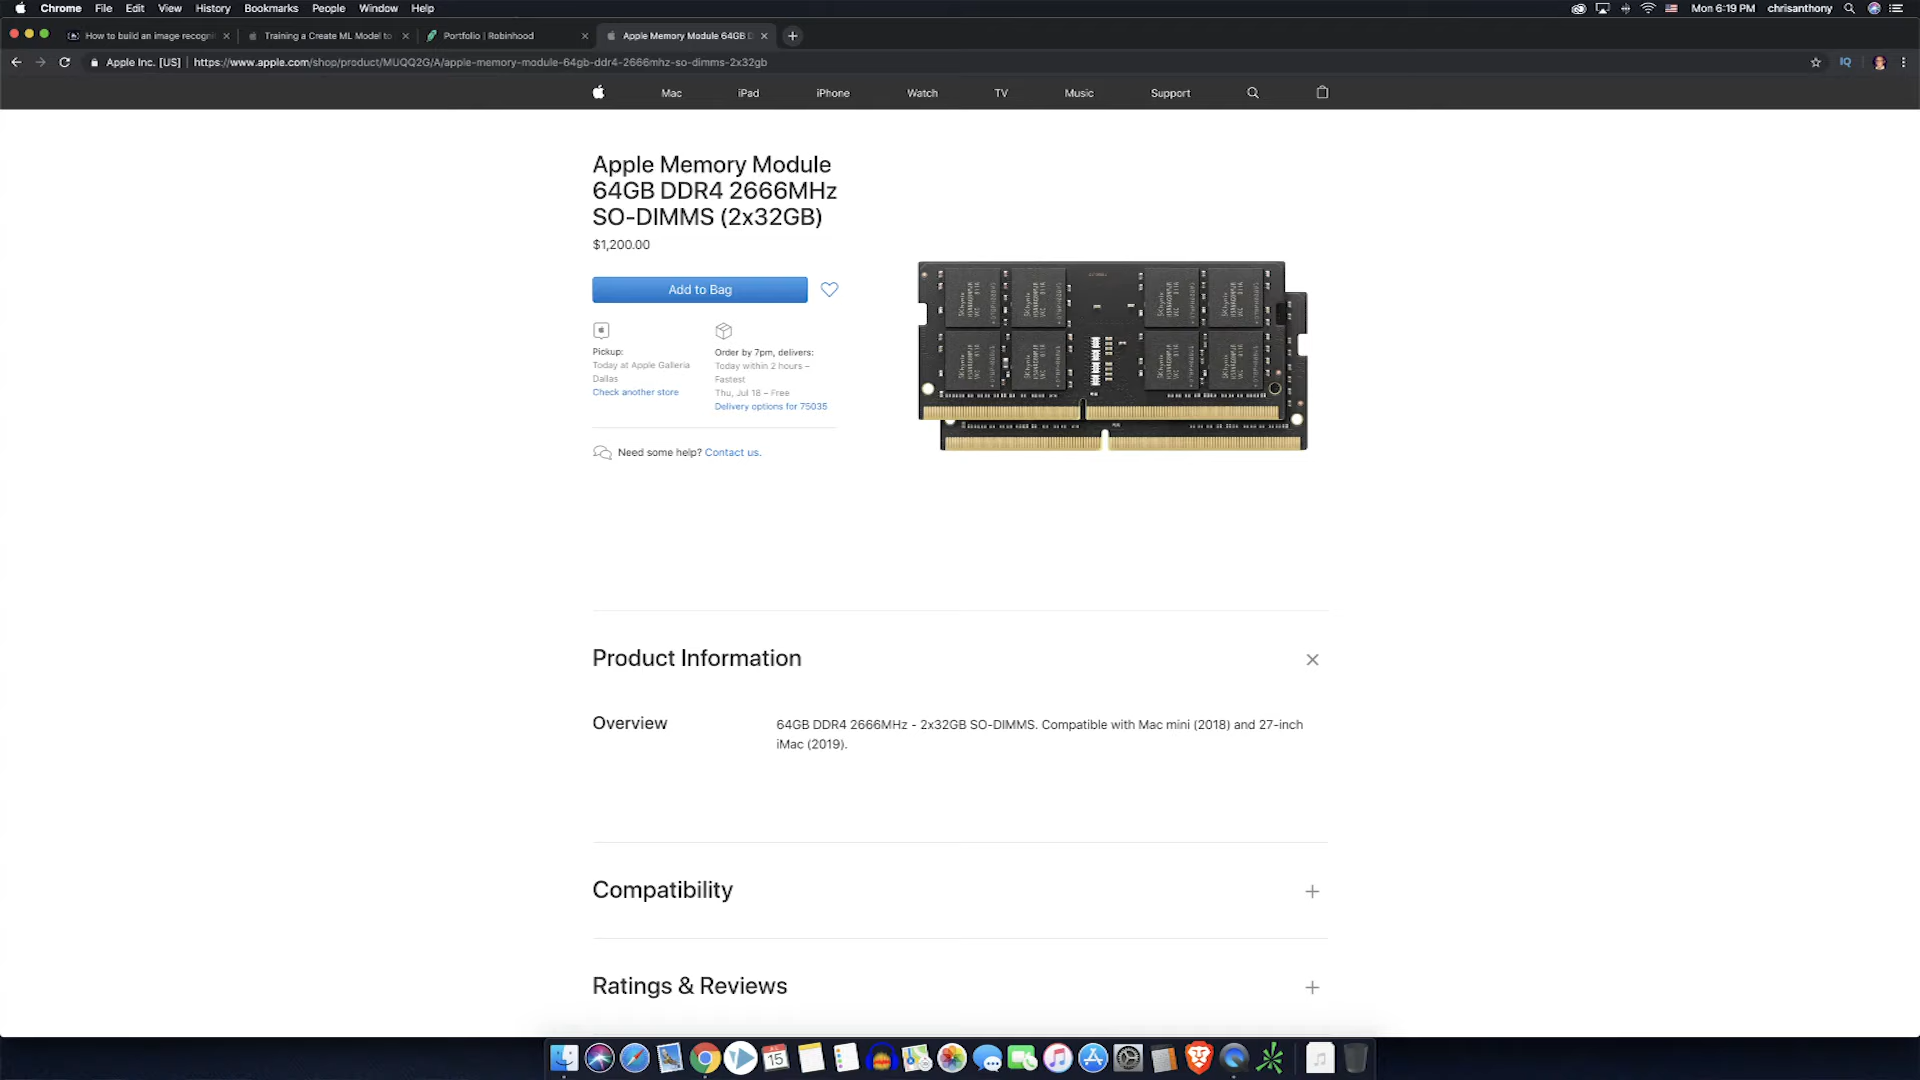 Chrome File Edit View History Bookmarks People Window Help Mon 6:19 PM chrisanthony
How to build an image recogni Training a Create ML Model to Portfolio | Robinhood Apple Memory Module 64GB D
Apple Inc. [US] https://www.apple.com/shop/product/MUQQ2G/A/apple-memory-module-64gb-ddr4-2666mhz-so-dimms-2x32gb IQ
Mac iPad iPhone Watch TV Music Support
Apple Memory Module
64GB DDR4 2666MHz
SO-DIMMS (2x32GB)
$1,200.00
Add to Bag
Pickup:
Today at Apple Galleria
Dallas
Check another store
Order by 7pm, delivers:
Today within 2 hours –
Fastest
Thu, Jul 18 – Free
Delivery options for 75035
Need some help? Contact us.
Product Information
Overview
64GB DDR4 2666MHz - 2x32GB SO-DIMMS. Compatible with Mac mini (2018) and 27-inch
iMac (2019).
Compatibility
Ratings & Reviews
15